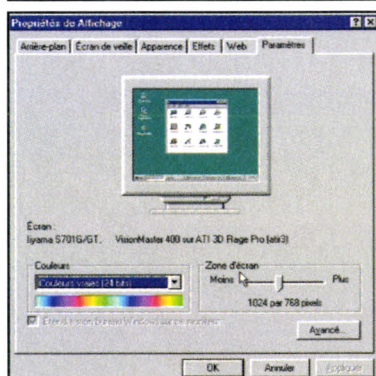 Propriétés de Affichage
Arrière-plan Écran de veille Apparence Effets Web Paramètres
Écran :
Iiyama S701G/GT, VisionMaster 400 sur ATI 3D Rage Pro (atir3)
Couleurs
Couleurs vraies (24 bits)
Zone d'écran
Moins Plus
1024 par 768 pixels
Avancé...
OK Annuler Appliquer